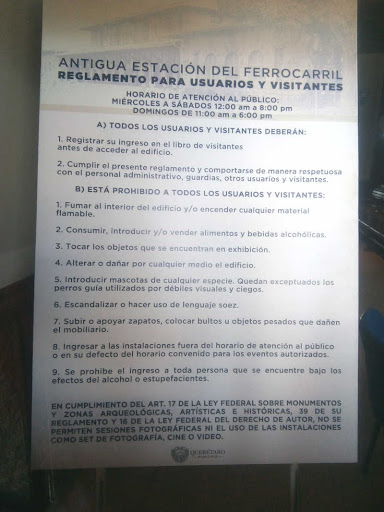 ANTIGUA ESTACIÓN DEL FERROCARRIL
REGLAMENTO PARA USUARIOS Y VISITANTES
HORARIO DE ATENCIÓN AL PÚBLICO:
MIÉRCOLES A SÁBADOS 12:00 am a 8:00 pm
DOMINGOS DE 11:00 am a 6:00 pm
A) TODOS LOS USUARIOS Y VISITANTES DEBERÁN:
1. Registrar su ingreso en el libro de visitantes
antes de acceder al edificio.
2. Cumplir el presente reglamento y comportarse de manera respetuosa
con el personal administrativo, guardias, otros usuarios y visitantes.
B) ESTÁ PROHIBIDO A TODOS LOS USUARIOS Y VISITANTES:
1. Fumar al interior del edificio y/o encender cualquier material
flamable.
2. Consumir, introducir y/o vender alimentos y bebidas alcohólicas.
3. Tocar los objetos que se encuentran en exhibición.
4. Alterar o dañar por cualquier medio el edificio.
5. Introducir mascotas de cualquier especie. Quedan exceptuados los
perros guía utilizados por débiles visuales y ciegos.
6. Escandalizar o hacer uso de lenguaje soez.
7. Subir o apoyar zapatos, colocar bultos u objetos pesados que dañen
el mobiliario.
8. Ingresar a las instalaciones fuera del horario de atención al público
o en su defecto del horario convenido para los eventos autorizados.
9. Se prohíbe el ingreso a toda persona que se encuentre bajo los
efectos del alcohol o estupefacientes.
EN CUMPLIMIENTO DEL ART. 17 DE LA LEY FEDERAL SOBRE MONUMENTOS
Y ZONAS ARQUEOLÓGICAS, ARTÍSTICAS E HISTÓRICAS, 39 DE SU
REGLAMENTO Y 16 DE LA LEY FEDERAL DEL DERECHO DE AUTOR, NO SE
PERMITEN SESIONES FOTOGRÁFICAS NI EL USO DE LAS INSTALACIONES
COMO SET DE FOTOGRAFÍA, CINE O VIDEO.
QUERÉTARO